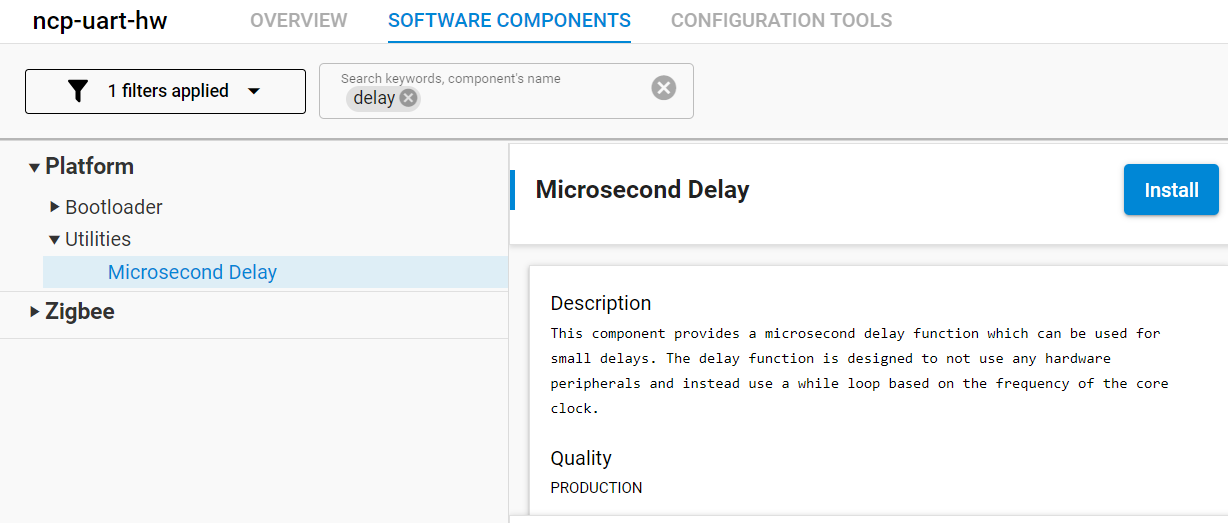 ncp-uart-hw
OVERVIEW
SOFTWARE COMPONENTS
CONFIGURATION TOOLS
1 filters applied
Search keywords, component's name
delay
Platform
Bootloader
Utilities
Microsecond Delay
Zigbee
Microsecond Delay
Install
Description
This component provides a microsecond delay function which can be used for
small delays. The delay function is designed to not use any hardware
peripherals and instead use a while loop based on the frequency of the core
clock.
Quality
PRODUCTION